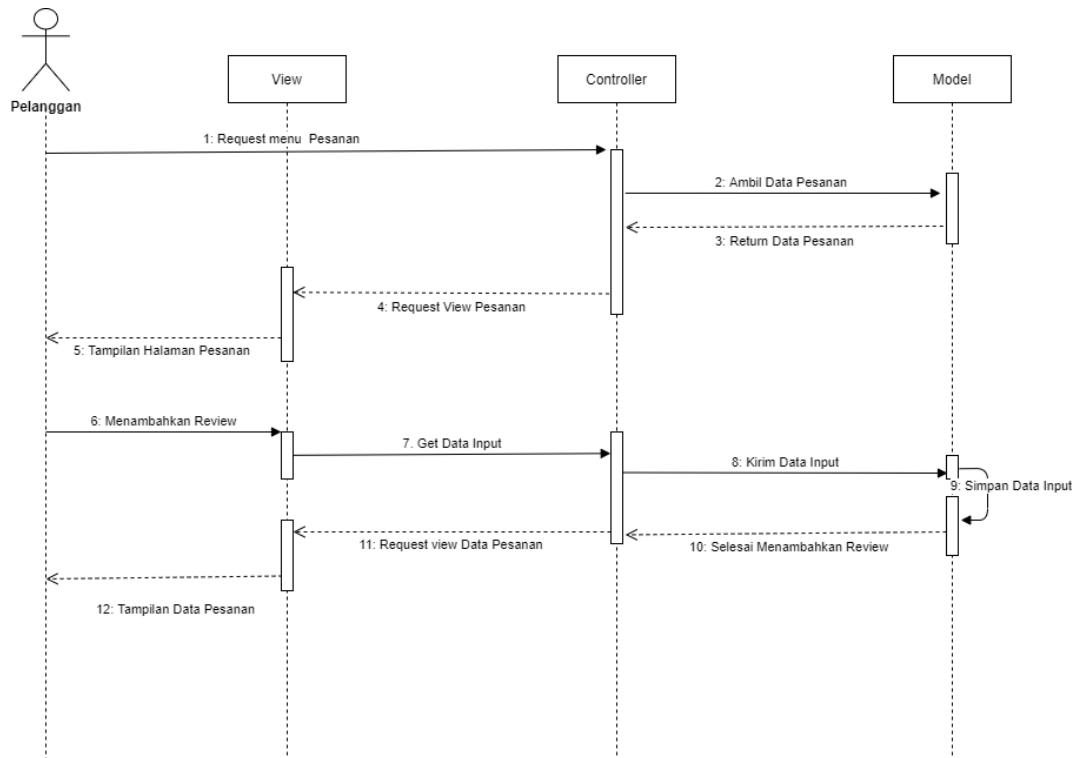 Pelanggan
View
Controller
Model
1: Request menu Pesanan
2: Ambil Data Pesanan
3: Return Data Pesanan
4: Request View Pesanan
5: Tampilan Halaman Pesanan
6: Menambahkan Review
7. Get Data Input
8: Kirim Data Input
9: Simpan Data Input
10: Selesai Menambahkan Review
11: Request view Data Pesanan
12: Tampilan Data Pesanan